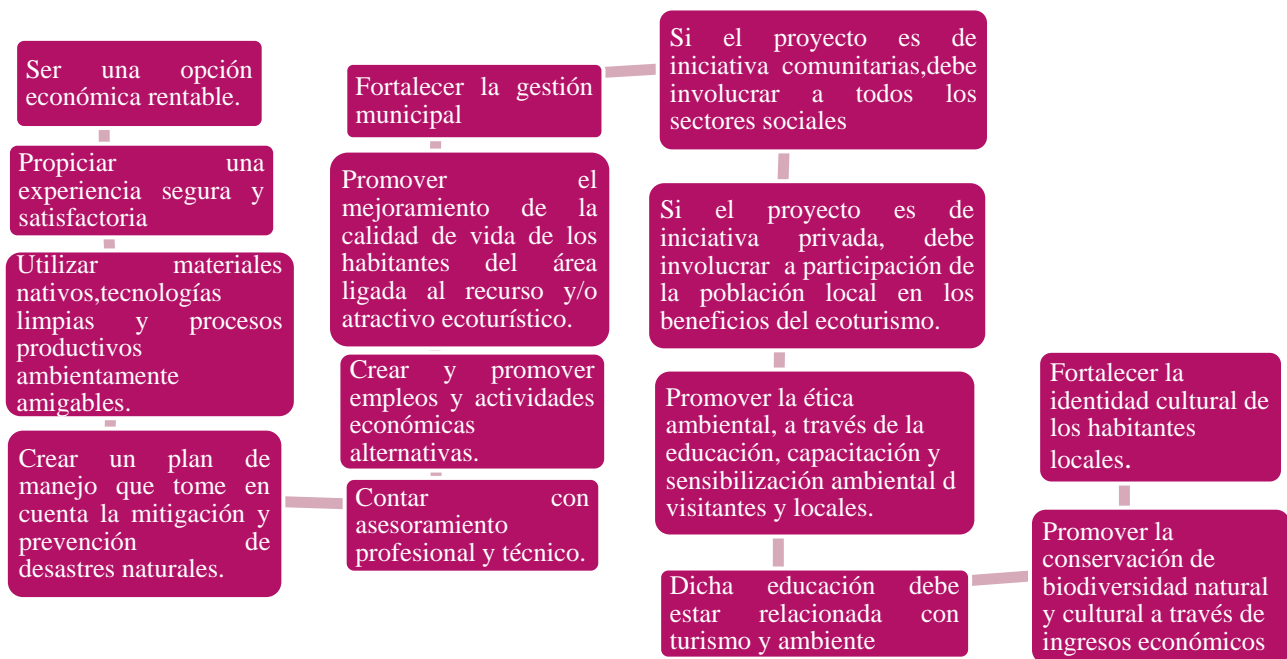 Ser una opción
económica rentable.
Propiciar una
experiencia segura y
satisfactoria
Utilizar materiales
nativos,tecnologías
limpias y procesos
productivos
ambientamente
amigables.
Crear un plan de
manejo que tome en
cuenta la mitigación y
prevención de
desastres naturales.
Contar con
asesoramiento
profesional y técnico.
Crear y promover
empleos y actividades
económicas
alternativas.
Promover el
mejoramiento de la
calidad de vida de los
habitantes del área
ligada al recurso y/o
atractivo ecoturístico.
Fortalecer la gestión
municipal
Si el proyecto es de
iniciativa comunitarias,debe
involucrar a todos los
sectores sociales
Si el proyecto es de
iniciativa privada, debe
involucrar a participación de
la población local en los
beneficios del ecoturismo.
Promover la ética
ambiental, a través de la
educación, capacitación y
sensibilización ambiental d
visitantes y locales.
Dicha educación debe
estar relacionada con
turismo y ambiente
Promover la
conservación de
biodiversidad natural
y cultural a través de
ingresos económicos
Fortalecer la
identidad cultural de
los habitantes
locales.